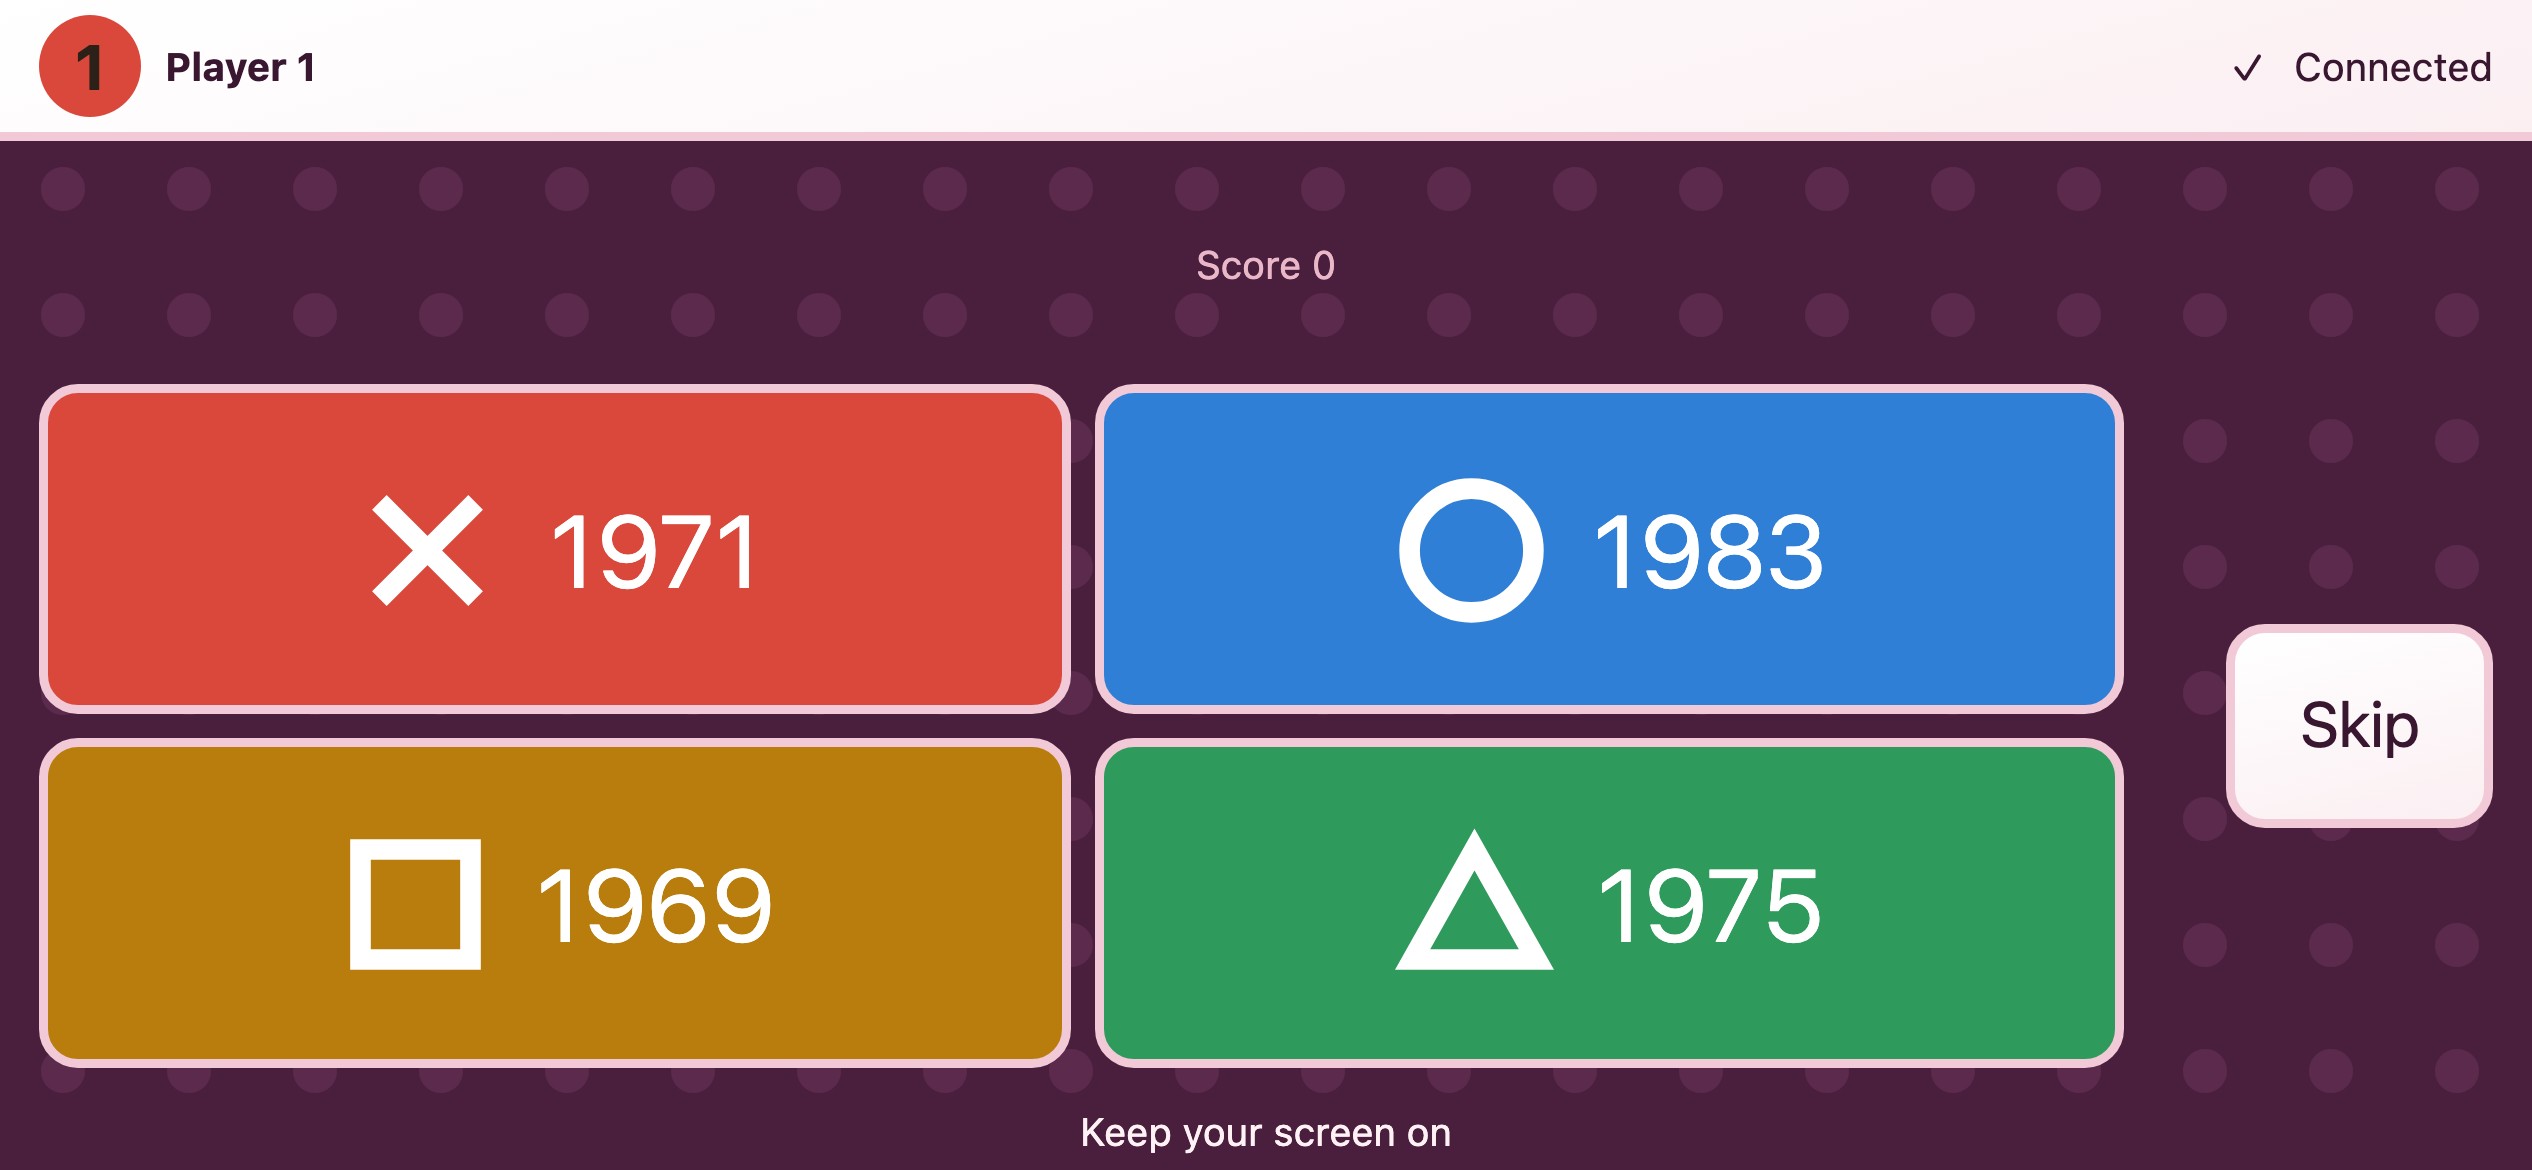 1 Player 1
✓ Connected
Score 0
1971
1983
1969
1975
Skip
Keep your screen on